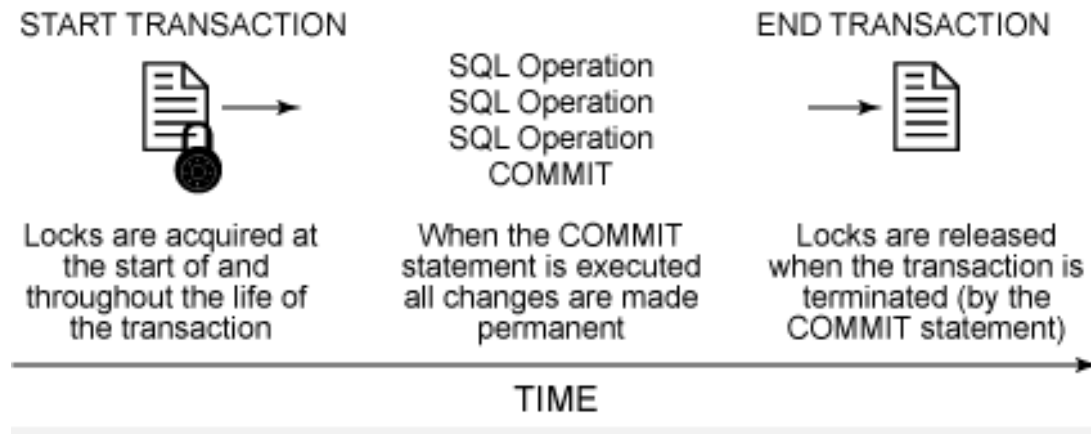 START TRANSACTION
END TRANSACTION
SQL Operation
SQL Operation
SQL Operation
COMMIT
Locks are acquired at
the start of and
throughout the life of
the transaction
When the COMMIT
statement is executed
all changes are made
permanent
Locks are released
when the transaction is
terminated (by the
COMMIT statement)
TIME